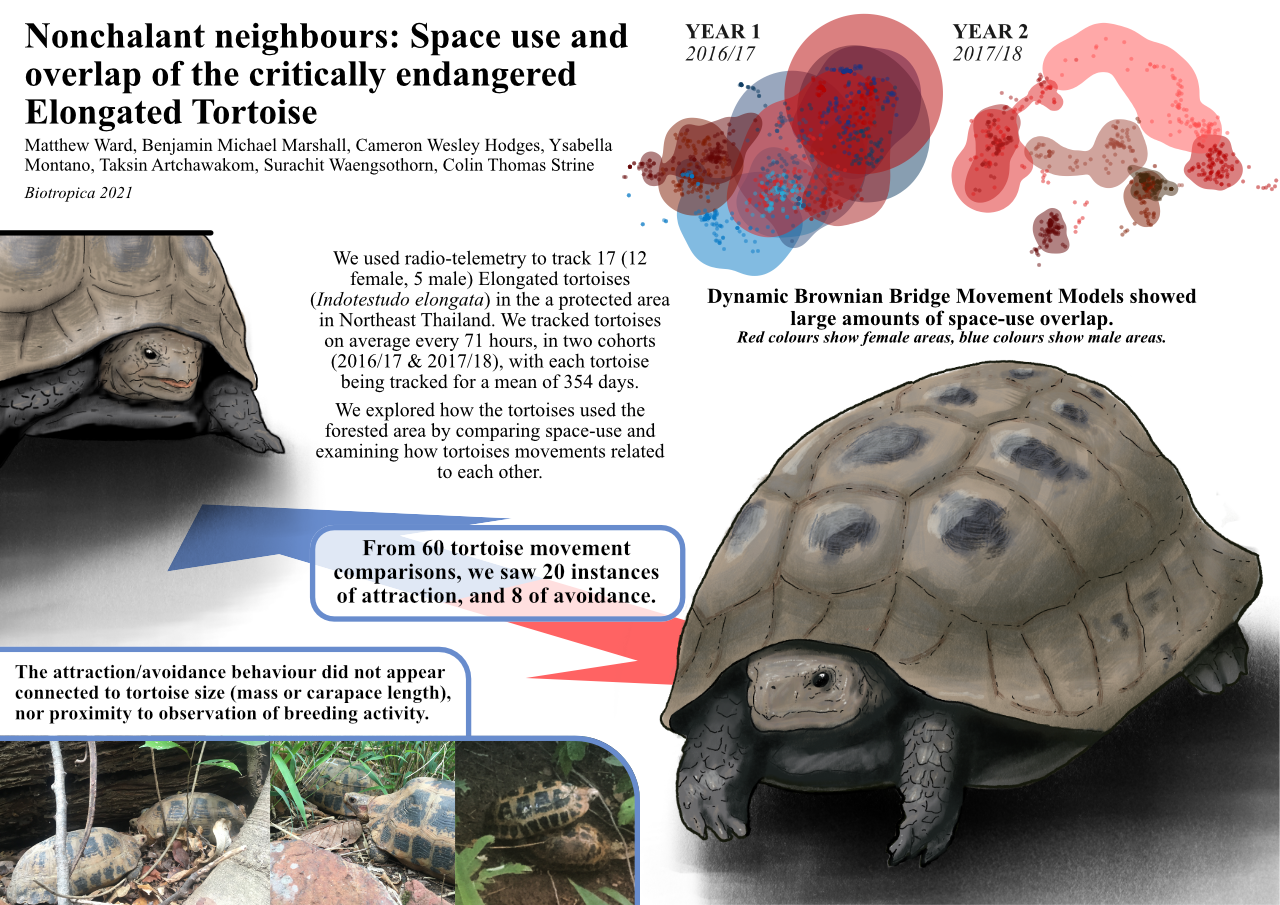 Nonchalant neighbours: Space use and
overlap of the critically endangered
Elongated Tortoise
Matthew Ward, Benjamin Michael Marshall, Cameron Wesley Hodges, Ysabella
Montano, Taksin Artchawakom, Surachit Waengsothorn, Colin Thomas Strine
Biotropica 2021
YEAR 1
2016/17
YEAR 2
2017/18
We used radio-telemetry to track 17 (12
female, 5 male) Elongated tortoises
(Indotestudo elongata) in the a protected area
in Northeast Thailand. We tracked tortoises
on average every 71 hours, in two cohorts
(2016/17 & 2017/18), with each tortoise
being tracked for a mean of 354 days.
We explored how the tortoises used the
forested area by comparing space-use and
examining how tortoises movements related
to each other.
Dynamic Brownian Bridge Movement Models showed
large amounts of space-use overlap.
Red colours show female areas, blue colours show male areas.
From 60 tortoise movement
comparisons, we saw 20 instances
of attraction, and 8 of avoidance.
The attraction/avoidance behaviour did not appear
connected to tortoise size (mass or carapace length),
nor proximity to observation of breeding activity.